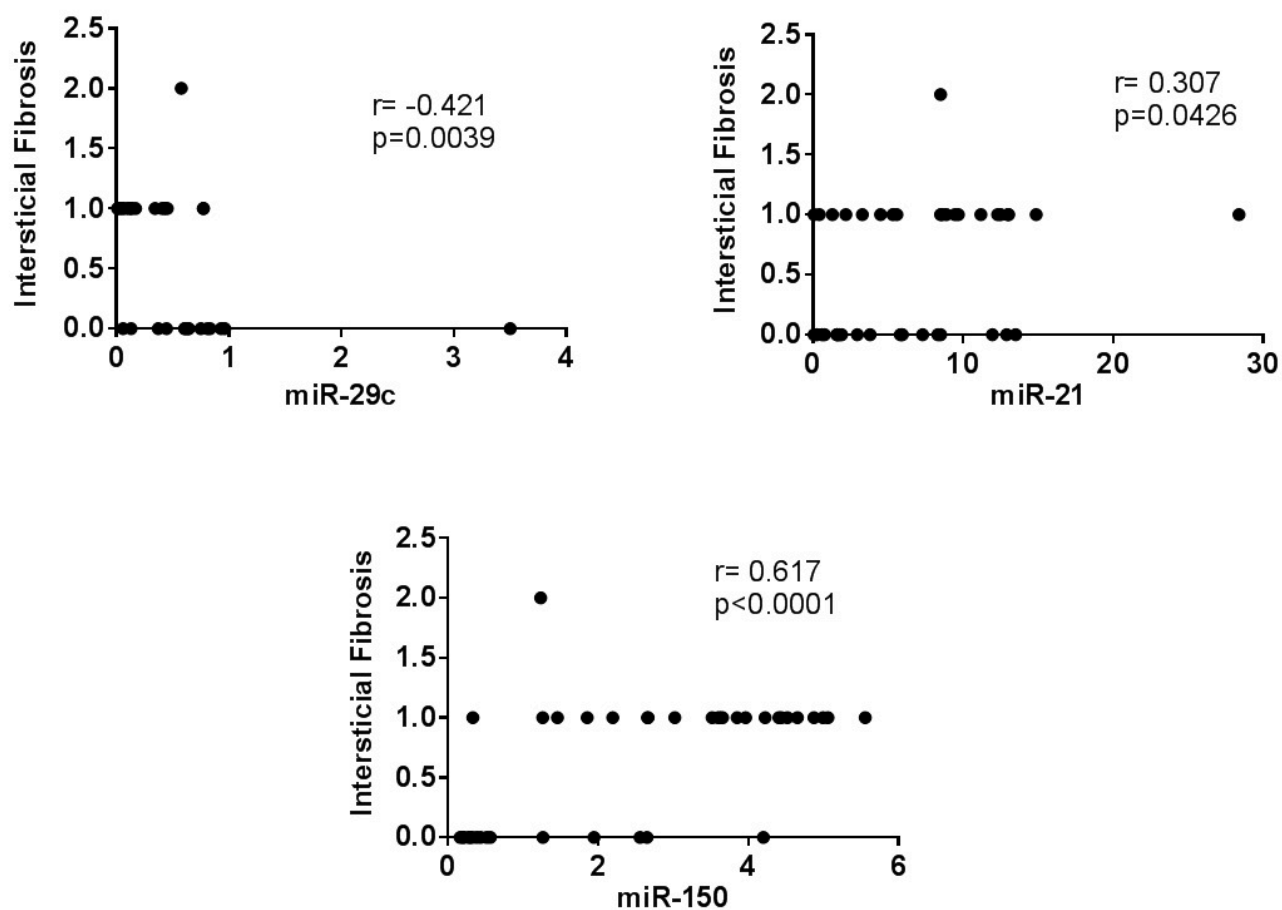 2.5
2.0
1.5
1.0
0.5
0.0
Intersticial Fibrosis
r= -0.421
p=0.0039
0 1 2 3 4
miR-29c
2.5
2.0
1.5
1.0
0.5
0.0
Intersticial Fibrosis
r= 0.307
p=0.0426
0 10 20 30
miR-21
2.5
2.0
1.5
1.0
0.5
0.0
Intersticial Fibrosis
r= 0.617
p<0.0001
0 2 4 6
miR-150